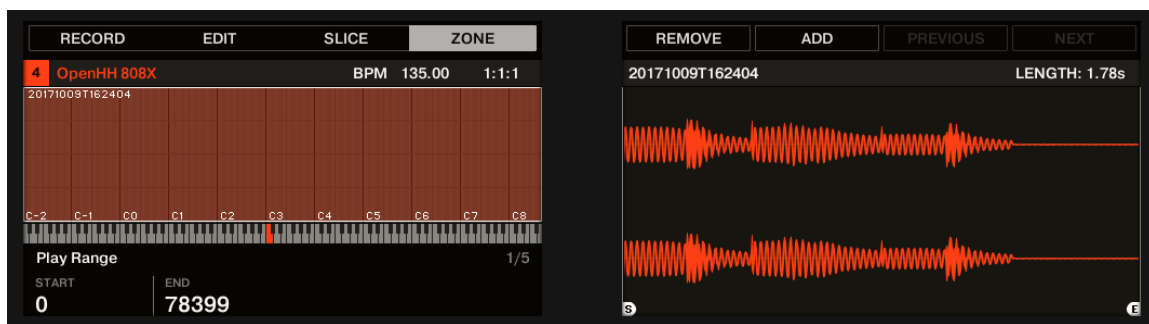 RECORD EDIT SLICE ZONE
4 OpenHH 808X BPM 135.00 1:1:1
20171009T162404
C-2 C-1 C0 C1 C2 C3 C4 C5 C6 C7 C8
Play Range 1/5
START END
0 78399
REMOVE ADD PREVIOUS NEXT
20171009T162404 LENGTH: 1.78s
S E